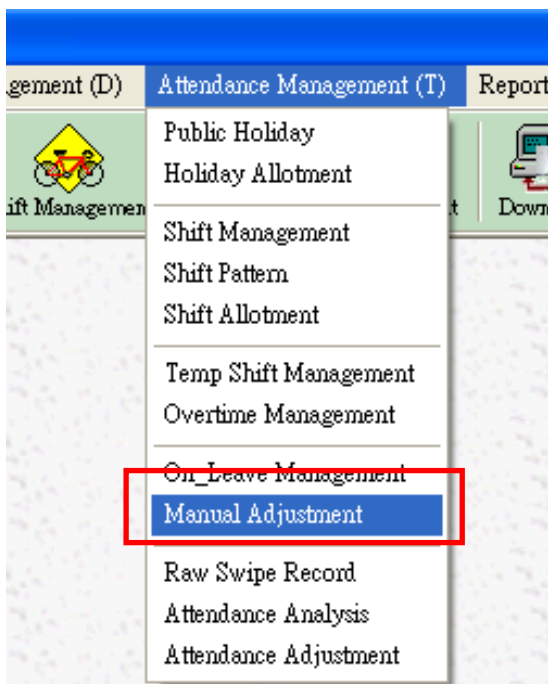 gement (D) Attendance Management (T) Report
ift Managemen t Down
Public Holiday
Holiday Allotment
Shift Management
Shift Pattern
Shift Allotment
Temp Shift Management
Overtime Management
On_Leave Management
Manual Adjustment
Raw Swipe Record
Attendance Analysis
Attendance Adjustment